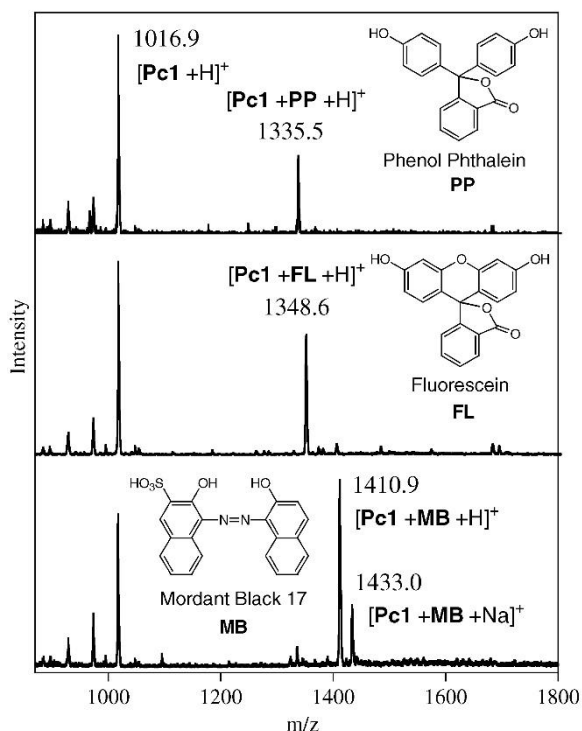 1016.9
[Pc1 +H]+
[Pc1 +PP +H]+
1335.5
HO
OH
O
O
Phenol Phthalein
PP
[Pc1 +FL +H]+
1348.6
HO
O
OH
O
O
Fluorescein
FL
Intensity
HO3S
OH
HO
N=N
Mordant Black 17
MB
1410.9
[Pc1 +MB +H]+
1433.0
[Pc1 +MB +Na]+
1000
1200
1400
1600
1800
m/z